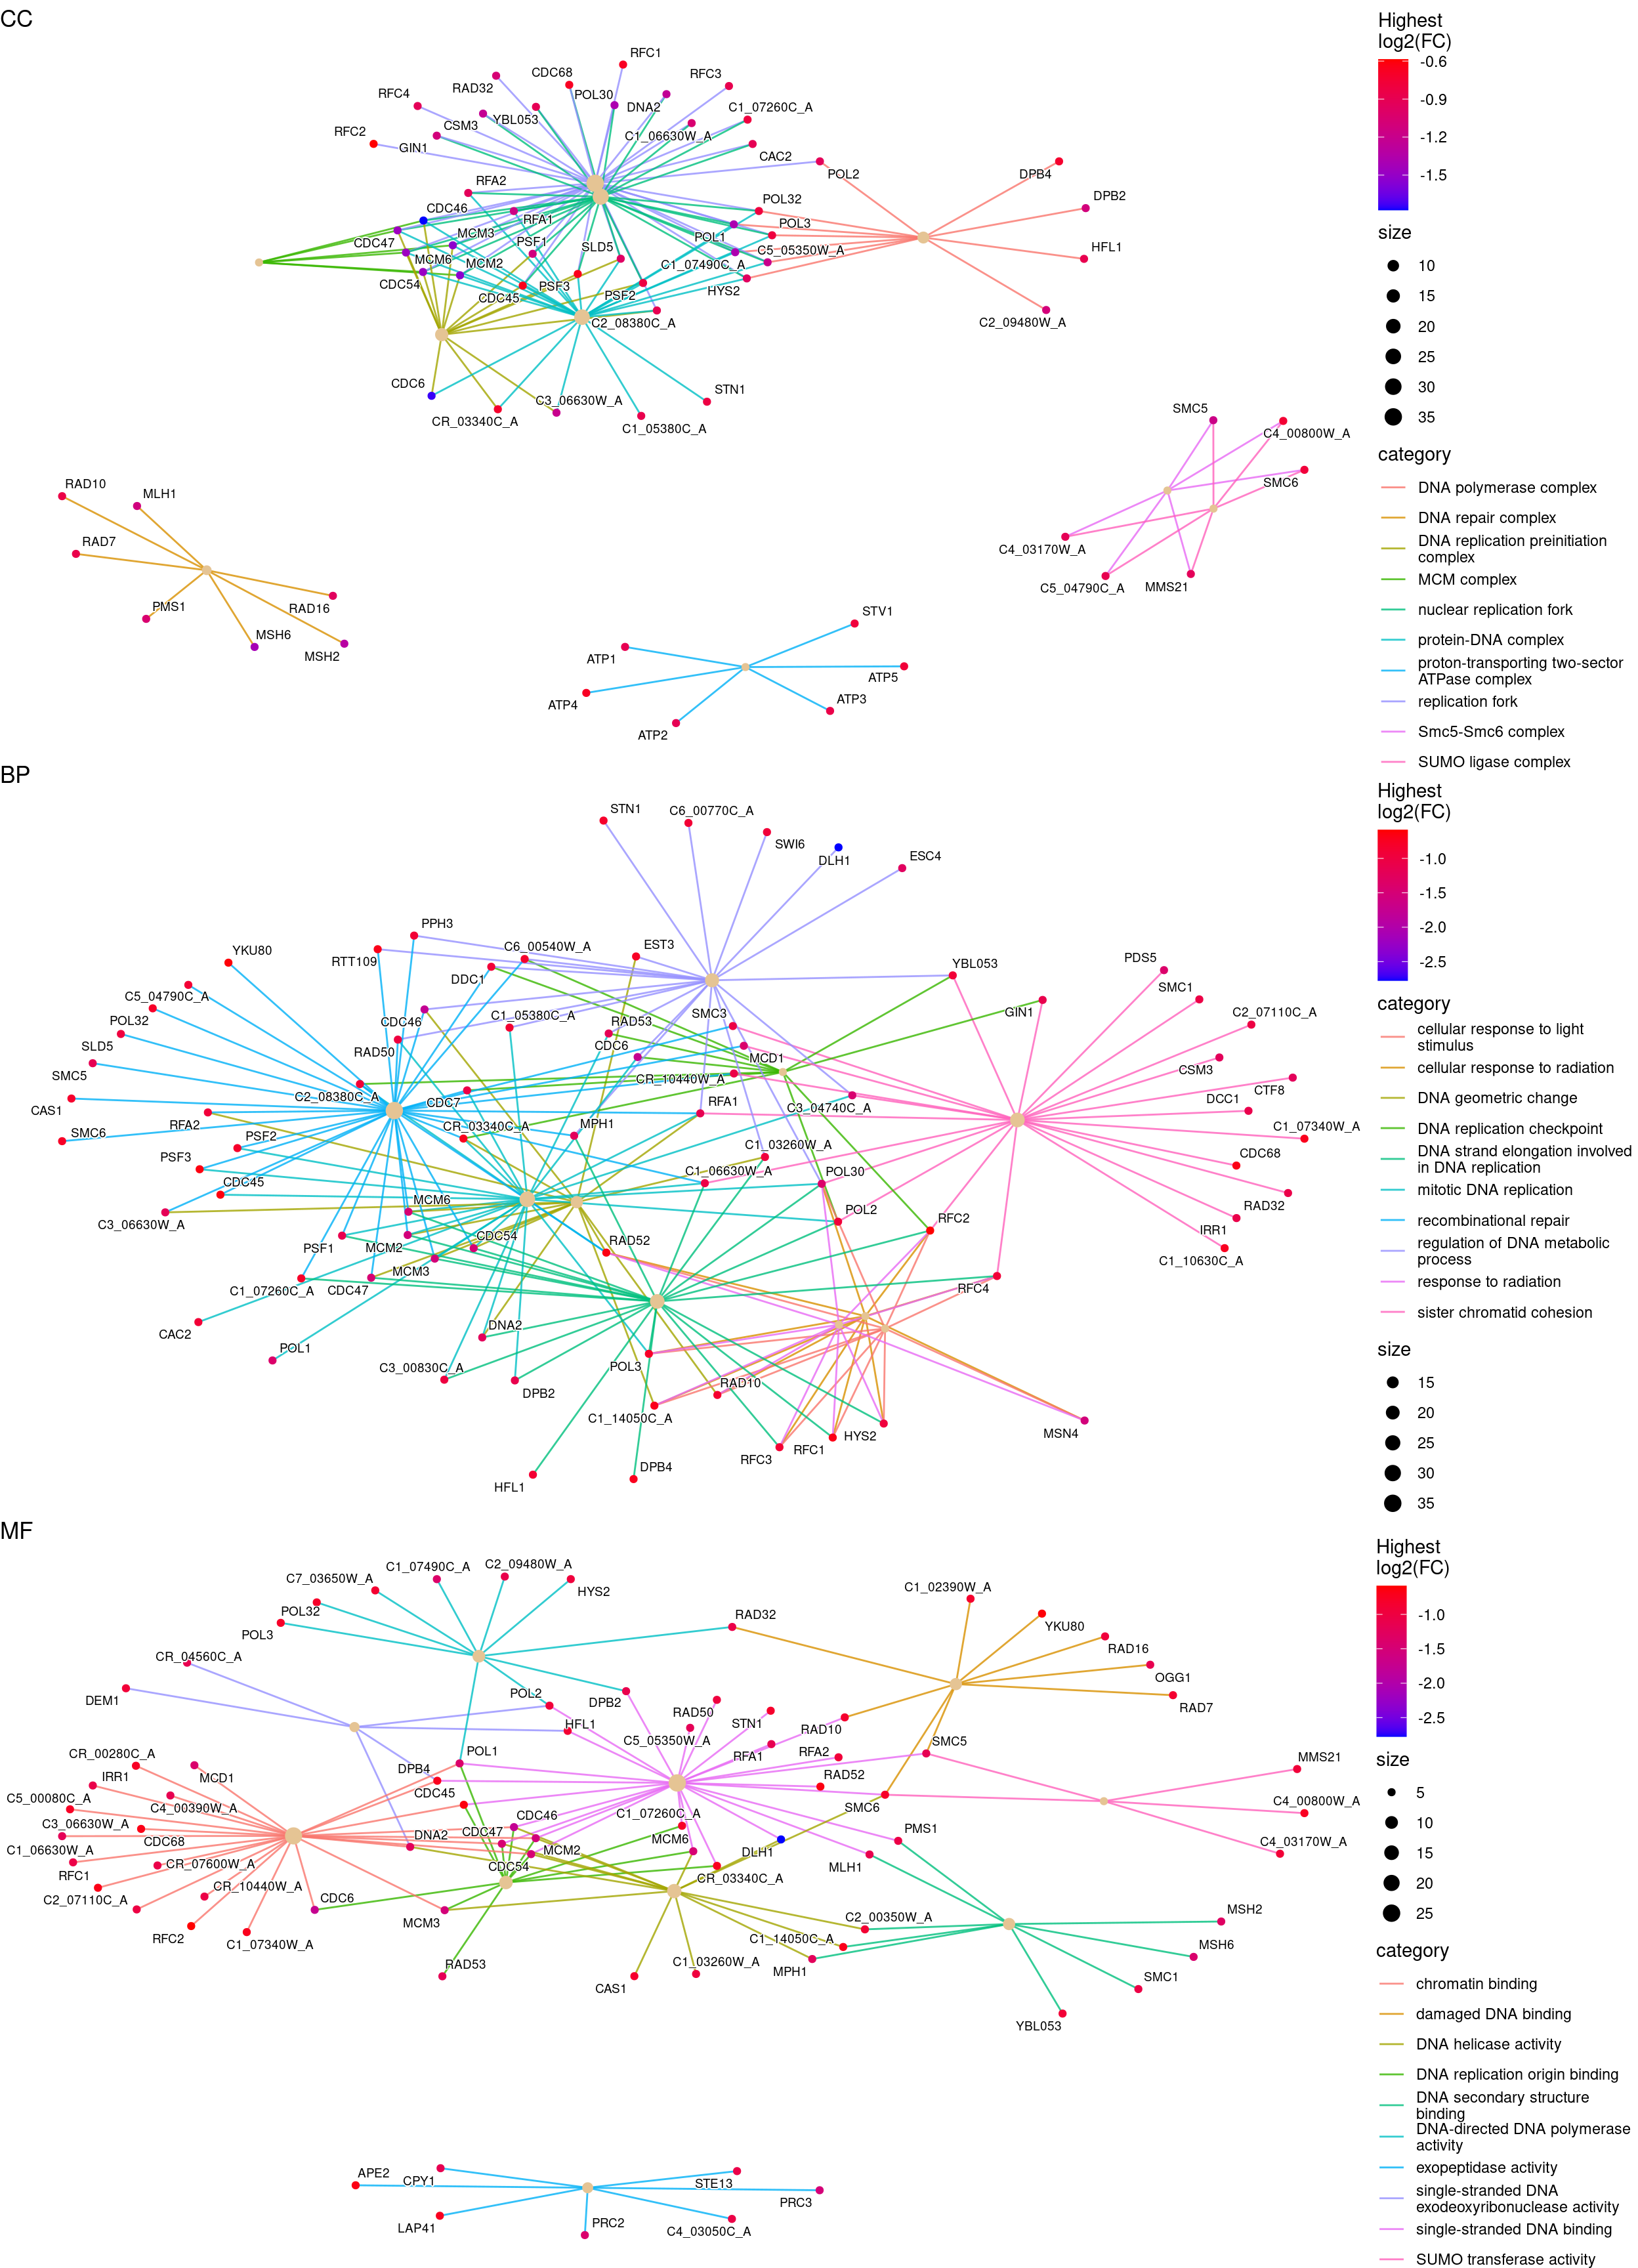 CC
RFC1
CDC68
RFC3
RAD32
POL30
RFC4
DNA2
C1_07260C_A
YBL053
CSM3
C1_06630W_A
RFC2
GIN1
CAC2
POL2
DPB4
RFA2
DPB2
CDC46
RFA1
POL32
POL3
CDC47
MCM3
PSF1
SLD5
POL1
C5_05350W_A
HFL1
MCM6
MCM2
C1_07490C_A
CDC54
CDC45
PSF3
PSF2
HYS2
C2_08380C_A
C2_09480W_A
CDC6
STN1
C3_06630W_A
CR_03340C_A
C1_05380C_A
SMC5
C4_00800W_A
SMC6
C4_03170W_A
C5_04790C_A
MMS21
RAD10
MLH1
RAD7
PMS1
RAD16
MSH6
MSH2
STV1
ATP1
ATP5
ATP4
ATP3
ATP2
Highest
log2(FC)
-0.6
-0.9
-1.2
-1.5
size
10
15
20
25
30
35
category
DNA polymerase complex
DNA repair complex
DNA replication preinitiation
complex
MCM complex
nuclear replication fork
protein-DNA complex
proton-transporting two-sector
ATPase complex
replication fork
Smc5-Smc6 complex
SUMO ligase complex
BP
STN1
C6_00770C_A
SWI6
DLH1
ESC4
PPH3
YKU80
RTT109
C6_00540W_A
EST3
DDC1
YBL053
PDS5
C5_04790C_A
SMC1
POL32
CDC46
C1_05380C_A
RAD53
SMC3
GIN1
C2_07110C_A
SLD5
RAD50
CDC6
MCD1
CSM3
SMC5
CR_10440W_A
CTF8
C2_08380C_A
CDC7
RFA1
C3_04740C_A
DCC1
CAS1
RFA2
CR_03340C_A
MPH1
C1_07340W_A
SMC6
PSF2
C1_03260W_A
CDC68
PSF3
C1_06630W_A
POL30
CDC45
RAD32
C3_06630W_A
MCM6
POL2
RFC2
IRR1
PSF1
MCM2
CDC54
RAD52
C1_10630C_A
MCM3
C1_07260C_A
CDC47
RFC4
CAC2
DNA2
POL1
C3_00830C_A
POL3
DPB2
RAD10
C1_14050C_A
MSN4
HYS2
RFC1
RFC3
DPB4
HFL1
Highest
log2(FC)
-1.0
-1.5
-2.0
-2.5
category
cellular response to light
stimulus
cellular response to radiation
DNA geometric change
DNA replication checkpoint
DNA strand elongation involved
in DNA replication
mitotic DNA replication
recombinational repair
regulation of DNA metabolic
process
response to radiation
sister chromatid cohesion
size
15
20
25
30
35
MF
C1_07490C_A
C2_09480W_A
C7_03650W_A
HYS2
C1_02390W_A
POL32
RAD32
YKU80
POL3
RAD16
CR_04560C_A
OGG1
DEM1
POL2
DPB2
RAD7
RAD50
STN1
RAD10
HFL1
C5_05350W_A
RFA1
RFA2
SMC5
CR_00280C_A
POL1
MMS21
IRR1
MCD1
DPB4
RAD52
C5_00080C_A
C4_00390W_A
CDC45
SMC6
C4_00800W_A
C3_06630W_A
CDC46
C1_07260C_A
CDC68
DNA2
CDC47
MCM6
PMS1
C1_06630W_A
MCM2
DLH1
C4_03170W_A
RFC1
CR_07600W_A
CDC54
MLH1
CR_10440W_A
CR_03340C_A
C2_07110C_A
CDC6
MCM3
C2_00350W_A
MSH2
RFC2
C1_07340W_A
C1_14050C_A
MSH6
RAD53
C1_03260W_A
MPH1
SMC1
CAS1
YBL053
APE2
CPY1
STE13
PRC3
LAP41
PRC2
C4_03050C_A
Highest
log2(FC)
-1.0
-1.5
-2.0
-2.5
size
5
10
15
20
25
category
chromatin binding
damaged DNA binding
DNA helicase activity
DNA replication origin binding
DNA secondary structure
binding
DNA-directed DNA polymerase
activity
exopeptidase activity
single-stranded DNA
exodeoxyribonuclease activity
single-stranded DNA binding
SUMO transferase activity